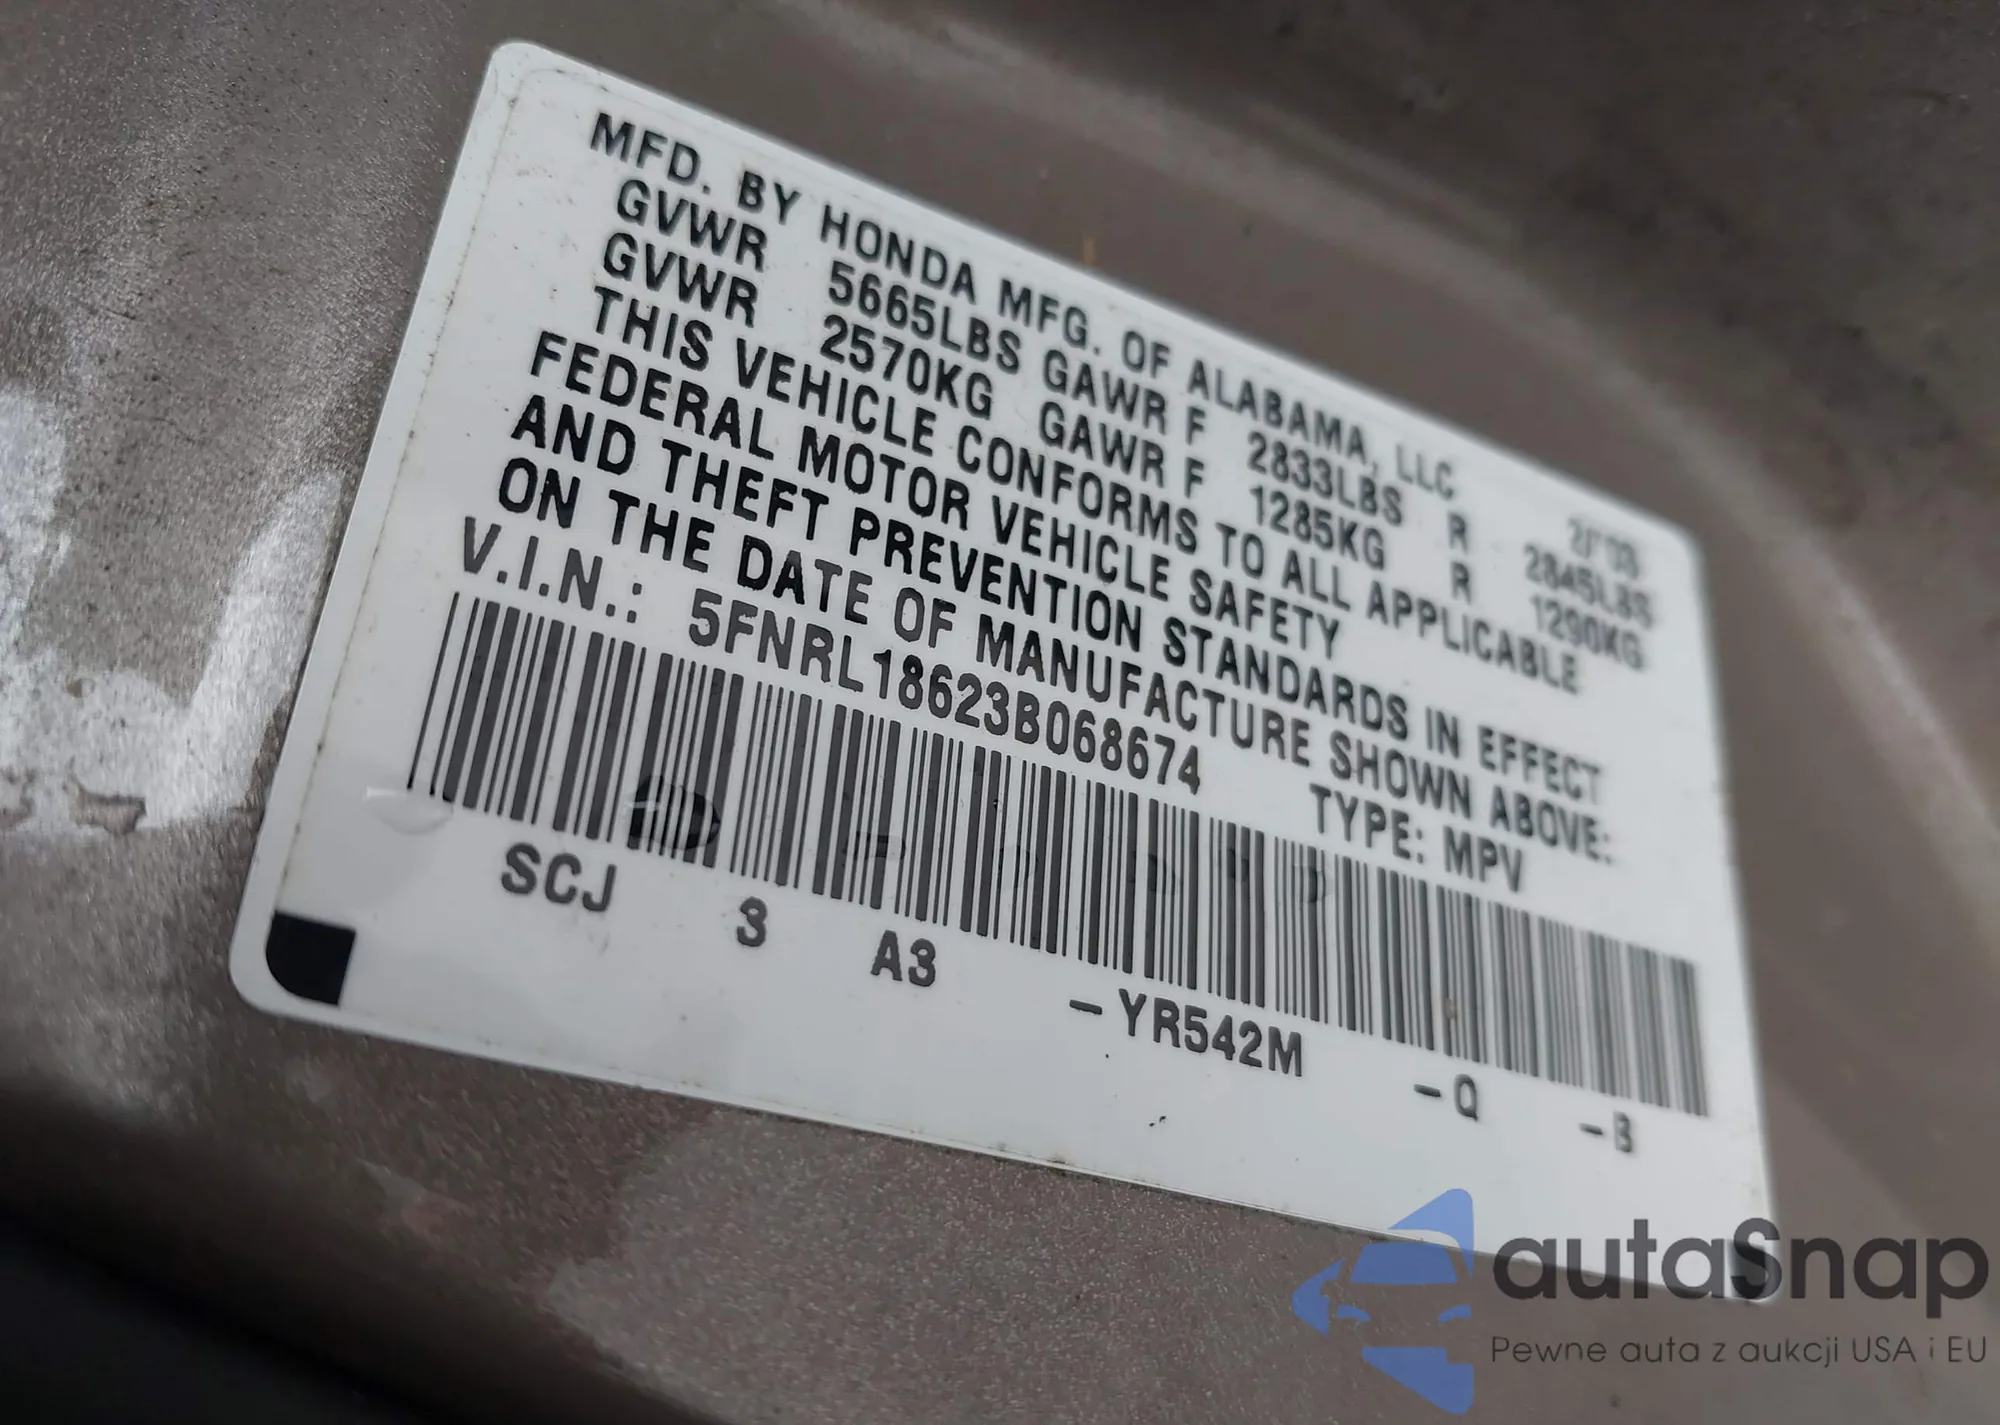 MFD. BY HONDA MFG. OF ALABAMA, LLC 2/'03
GVWR 5665LBS GAWR F 2833LBS R 2845LBS
GVWR 2570KG GAWR F 1285KG R 1290KG
THIS VEHICLE CONFORMS TO ALL APPLICABLE
FEDERAL MOTOR VEHICLE SAFETY
AND THEFT PREVENTION STANDARDS IN EFFECT
ON THE DATE OF MANUFACTURE SHOWN ABOVE:
V.I.N.: 5FNRL18623B068674 TYPE: MPV
SCJ 3 A3 -YR542M -Q -B
autaSnap
Pewne auta z aukcji USA i EU